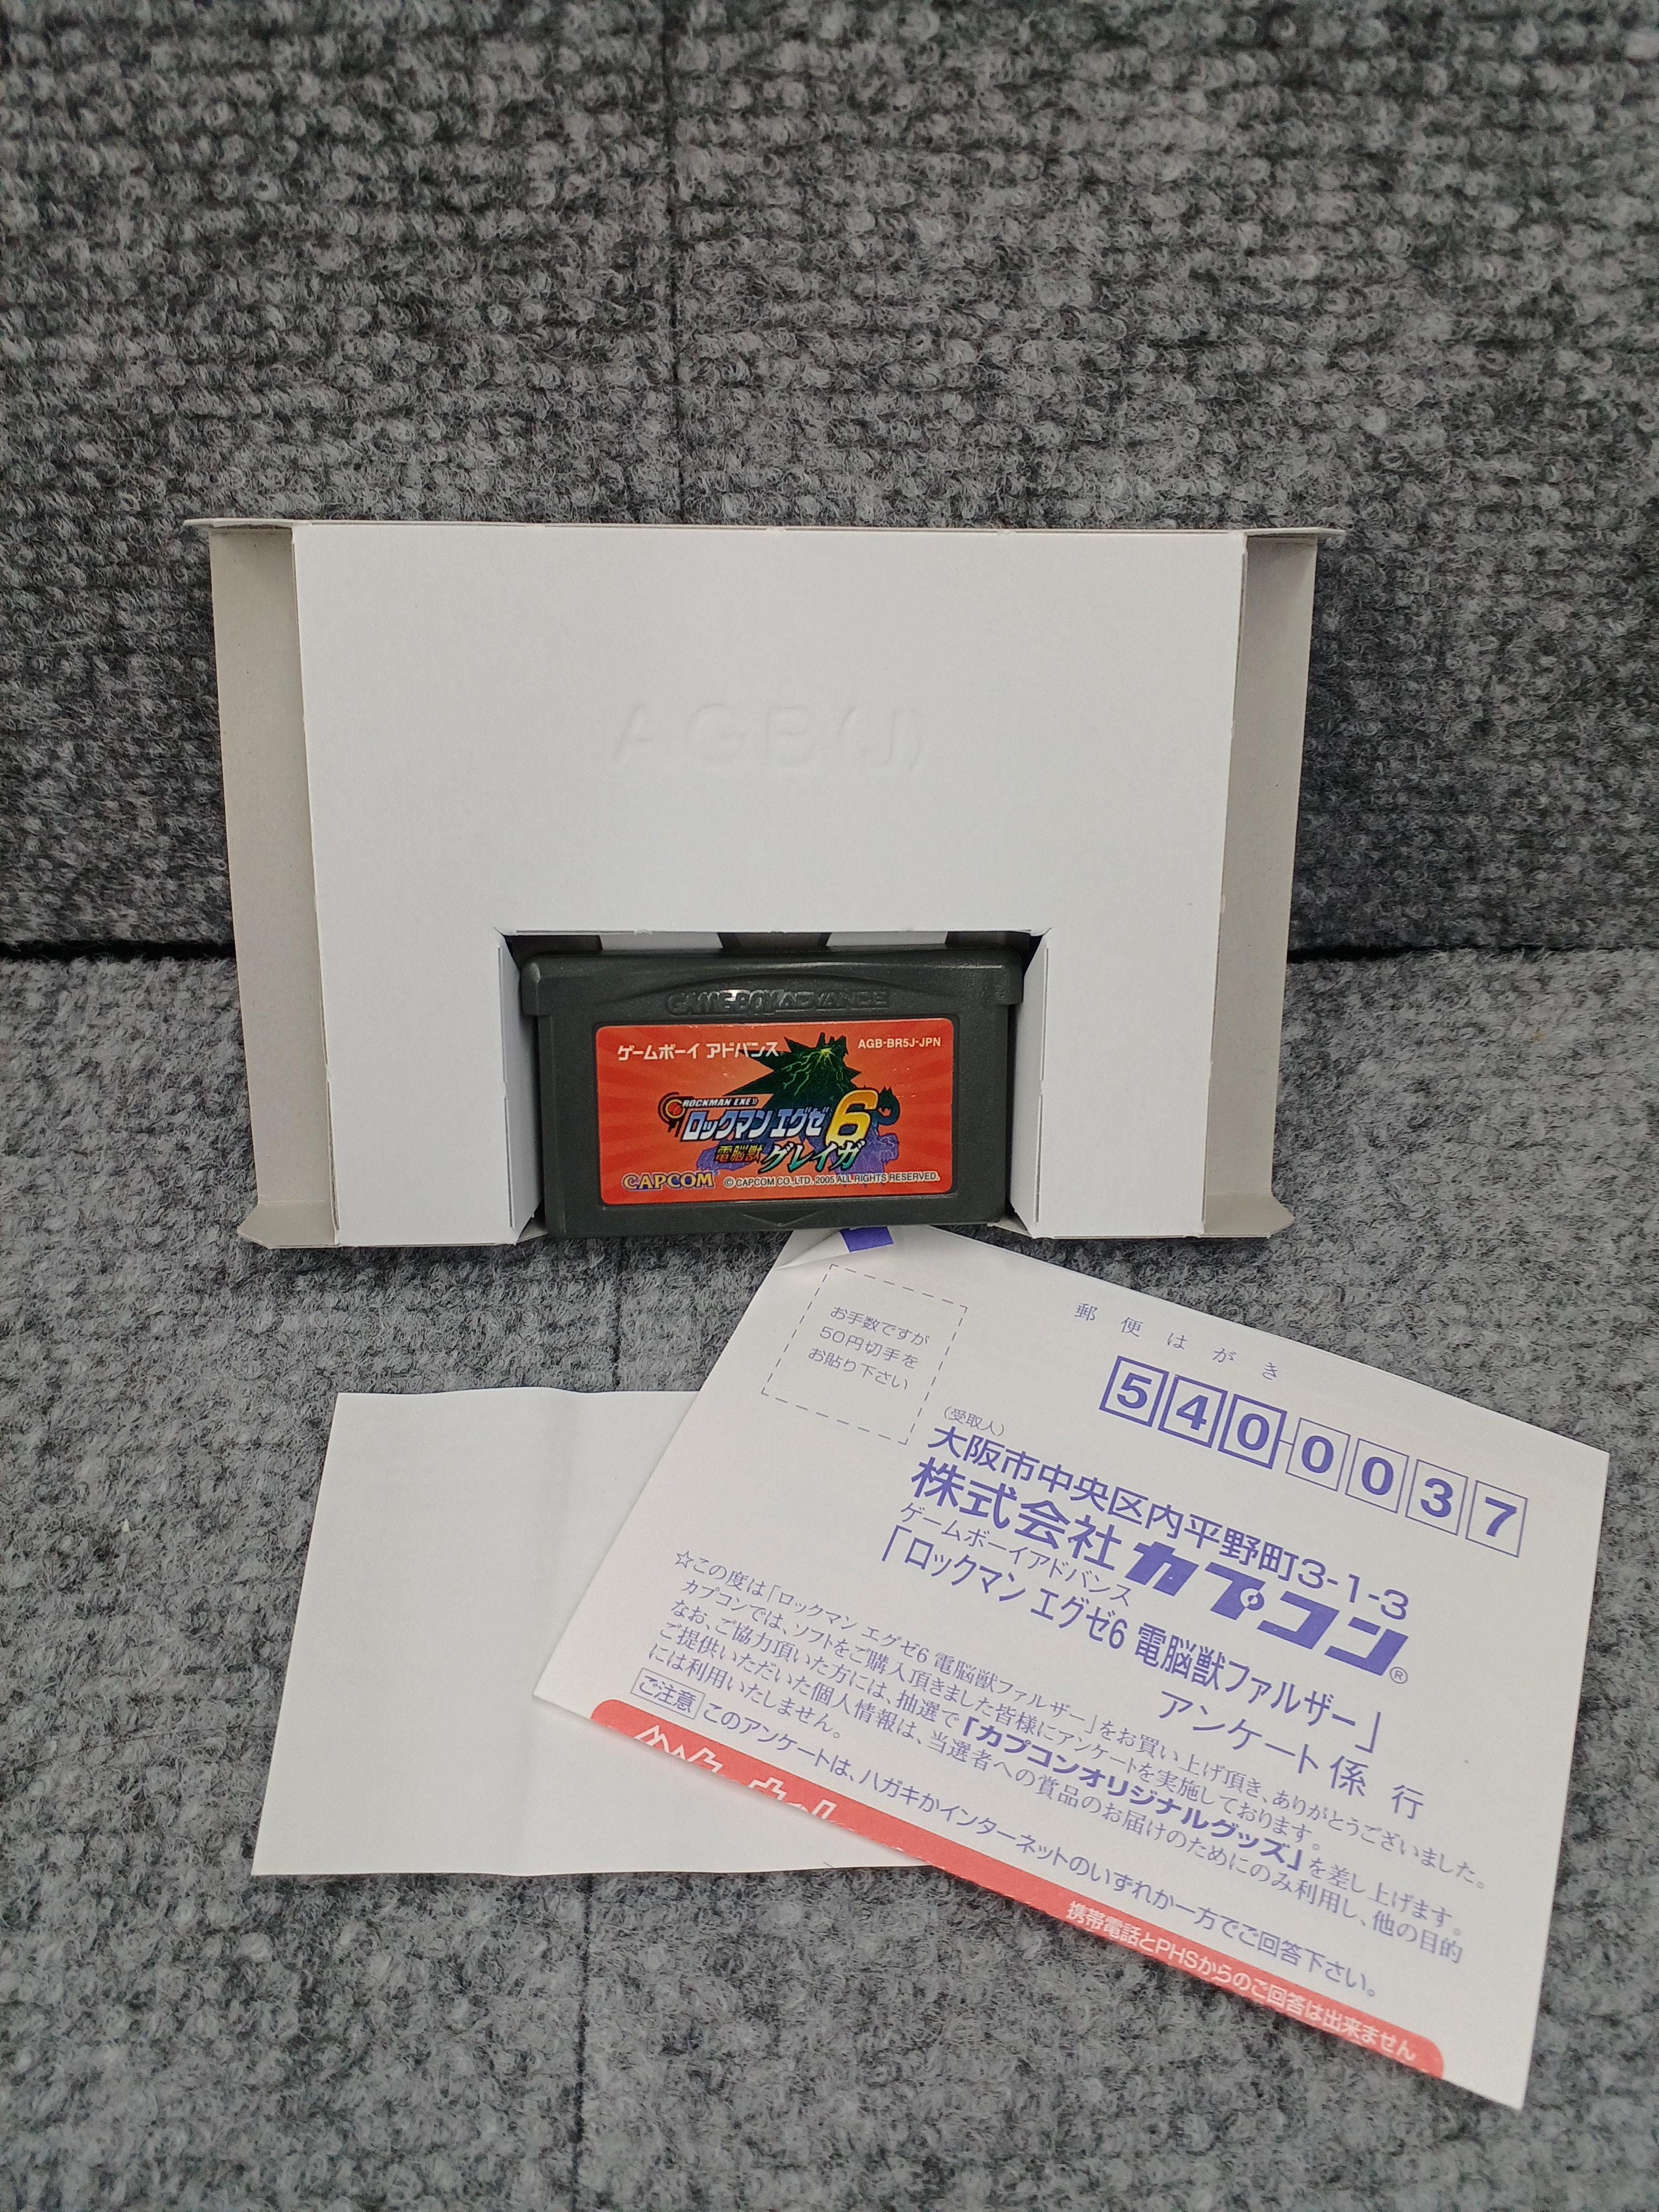 AGB(J)
GAME BOY ADVANCE
ゲームボーイ アドバンス
AGB-BR5J-JPN
ROCKMAN EXE
ロックマン エグゼ6
電脳獣 グレイガ
CAPCOM
© CAPCOM CO., LTD. 2005 ALL RIGHTS RESERVED.
お手数ですが
50円切手を
お貼り下さい
郵便はがき
540-0037
(受取人)
大阪市中央区内平野町3-1-3
株式会社カプコン®
ゲームボーイアドバンス
「ロックマン エグゼ6 電脳獣ファルザー」
アンケート係 行
☆この度は「ロックマン エグゼ6 電脳獣ファルザー」をお買い上げ頂き、ありがとうございました。
カプコンでは、ソフトをご購入頂きました皆様にアンケートを実施しております。
なお、ご協力頂いた方には、抽選で「カプコンオリジナルグッズ」を差し上げます。
ご提供いただいた個人情報は、当選者への賞品のお届けのためにのみ利用し、他の目的
には利用いたしません。
ご注意 このアンケートは、ハガキかインターネットのいずれか一方でご回答下さい。
携帯電話とPHSからのご回答は出来ません